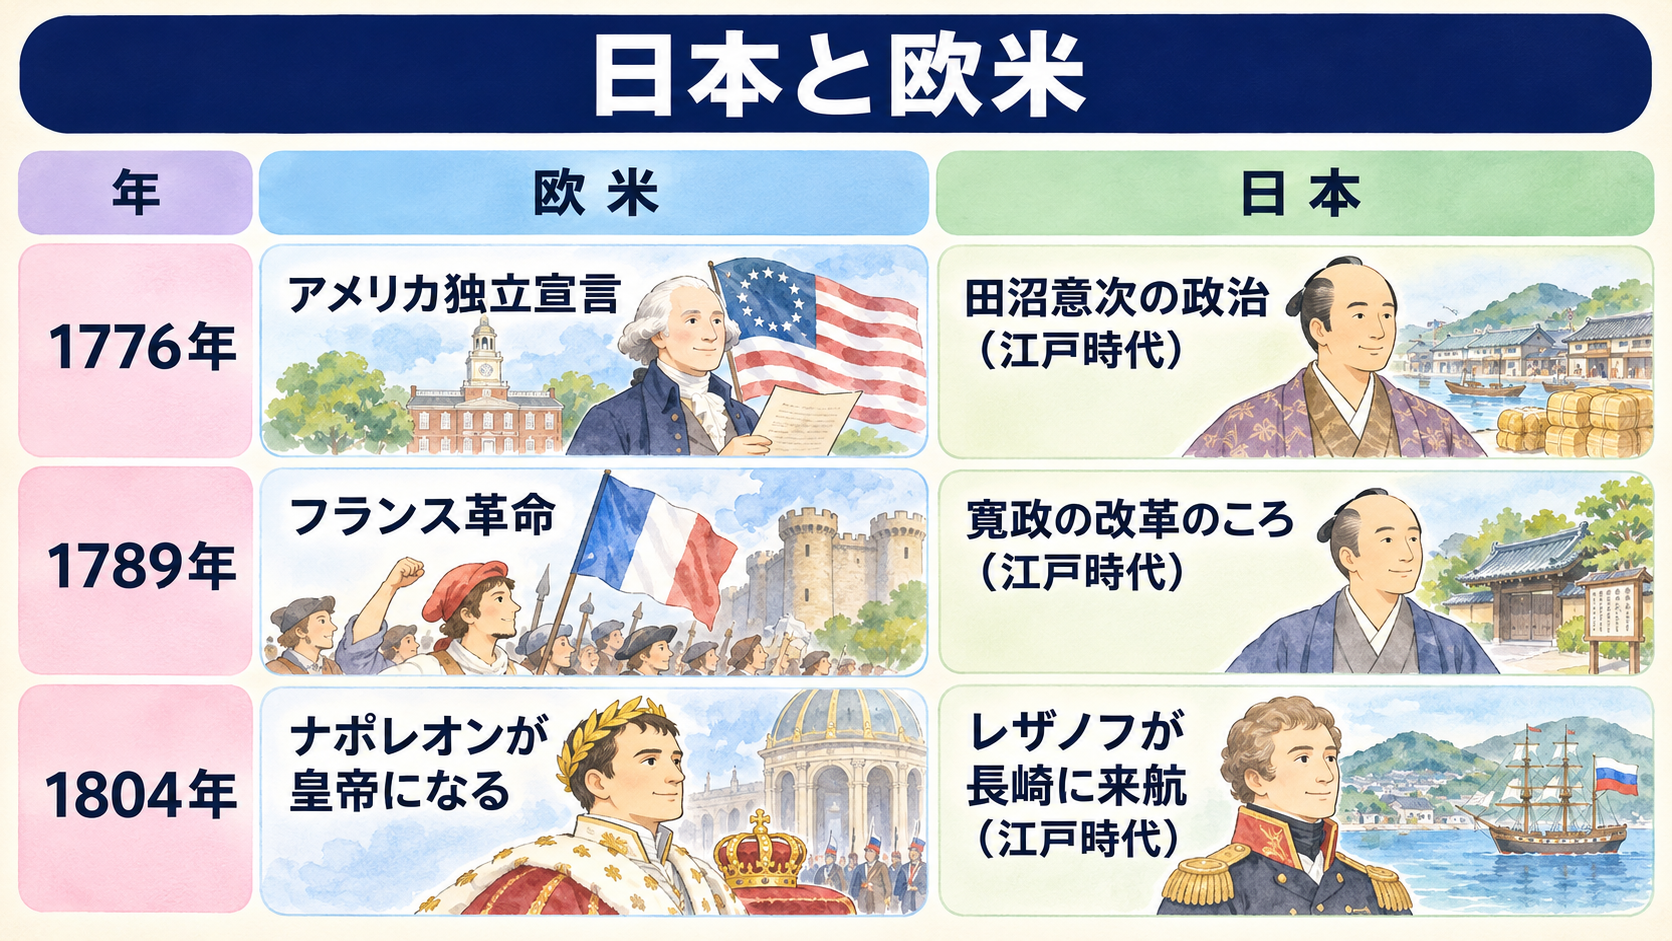 日本と欧米
年
欧米
日本
1776年
アメリカ独立宣言
田沼意次の政治
（江戸時代）
1789年
フランス革命
寛政の改革のころ
（江戸時代）
1804年
ナポレオンが
皇帝になる
レザノフが
長崎に来航
（江戸時代）